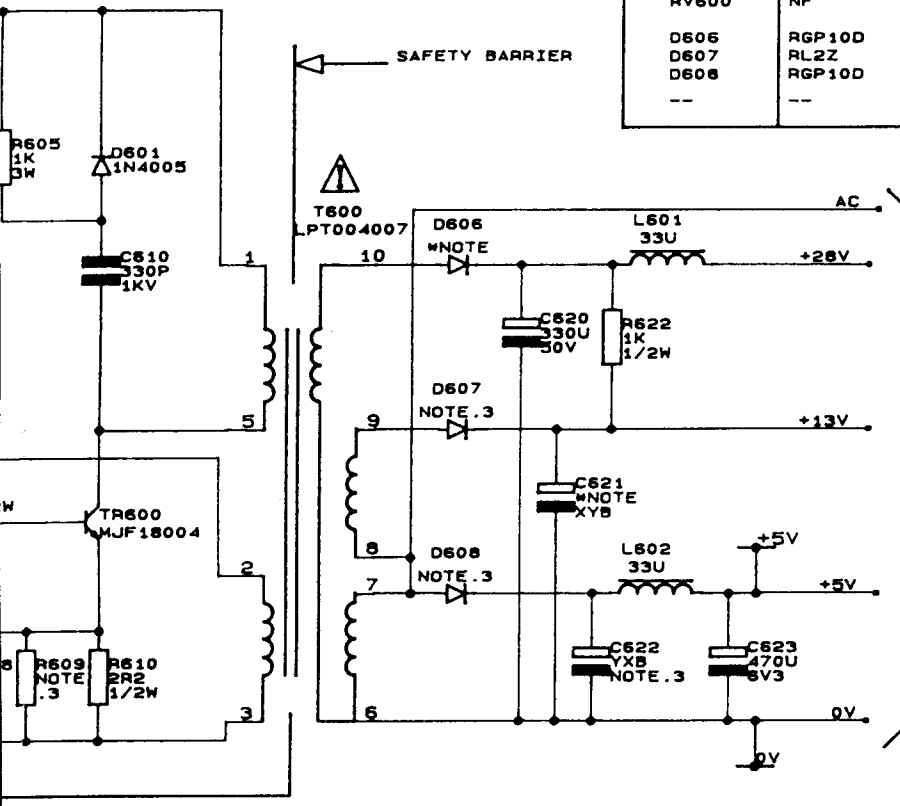 RV600 NF
D606 RGP10D
D607 RL2Z
D608 RGP10D
-- --
SAFETY BARRIER
R605
1K
3W
D601
1N4005
T600
LPT004007
C610
330P
1KV
1
5
2
3
10
9
8
7
6
D606
*NOTE
AC
L601
33U
+28V
C620
330U
50V
R622
1K
1/2W
D607
NOTE.3
+13V
C621
*NOTE
XYB
W
TR600
MJF18004
D608
NOTE.3
L602
33U
+5V
+5V
8
R609
NOTE
.3
R610
2R2
1/2W
C622
YXB
NOTE.3
C623
470U
6V3
0V
0V